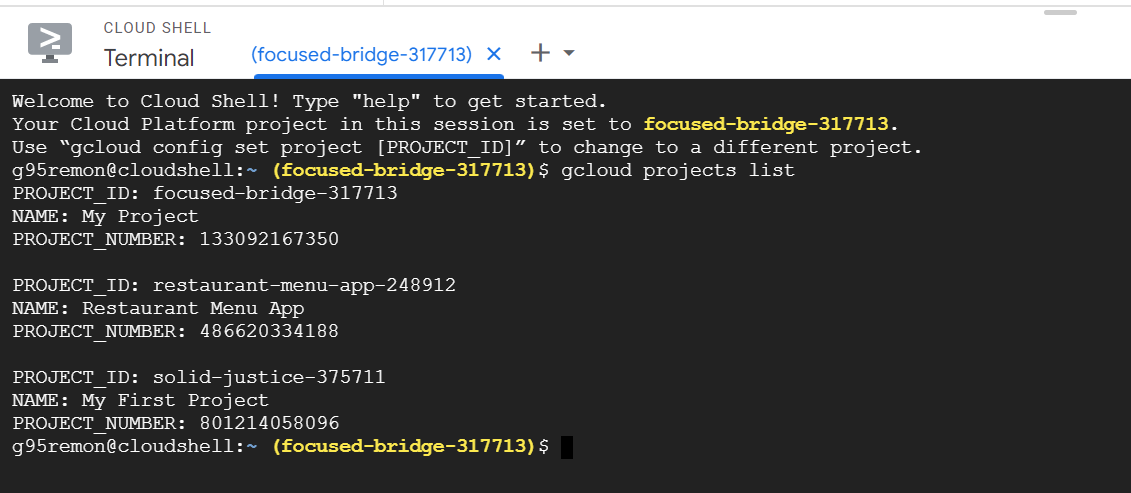 CLOUD SHELL
Terminal
(focused-bridge-317713)
Welcome to Cloud Shell! Type "help" to get started.
Your Cloud Platform project in this session is set to focused-bridge-317713.
Use “gcloud config set project [PROJECT_ID]” to change to a different project.
g95remon@cloudshell:~ (focused-bridge-317713)$ gcloud projects list
PROJECT_ID: focused-bridge-317713
NAME: My Project
PROJECT_NUMBER: 133092167350
PROJECT_ID: restaurant-menu-app-248912
NAME: Restaurant Menu App
PROJECT_NUMBER: 486620334188
PROJECT_ID: solid-justice-375711
NAME: My First Project
PROJECT_NUMBER: 801214058096
g95remon@cloudshell:~ (focused-bridge-317713)$